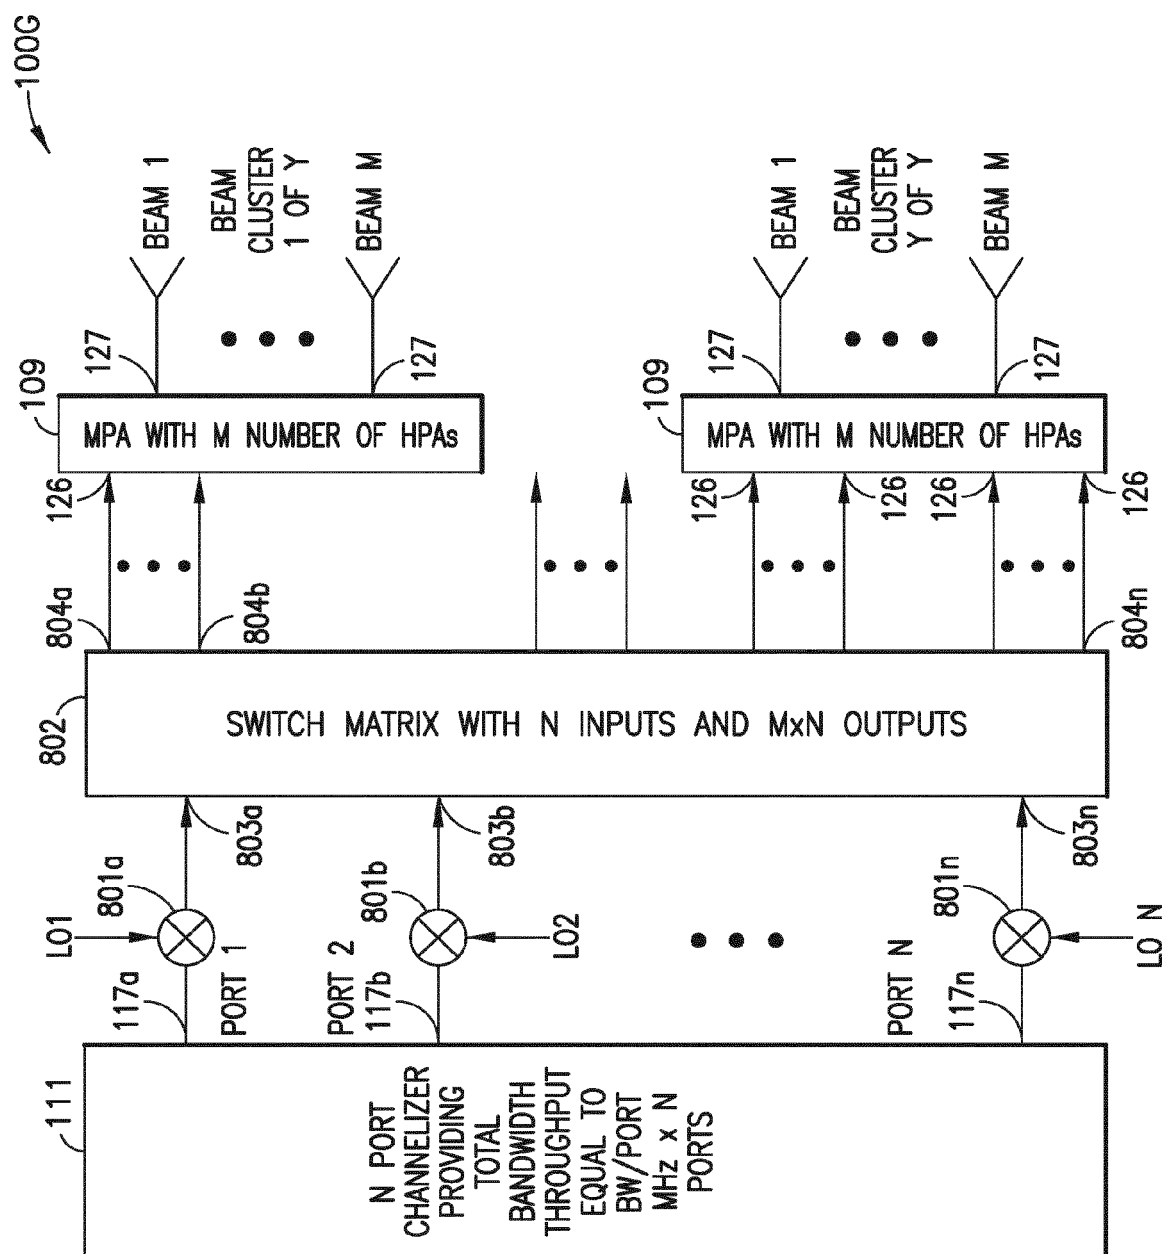 100G
111
N PORT
CHANNELIZER
PROVIDING
TOTAL
BANDWIDTH
THROUGHPUT
EQUAL TO
BW/PORT
MHz x N
PORTS
117a
PORT 1
LO1
801a
803a
PORT 2
117b
801b
LO2
803b
PORT N
117n
801n
LO N
803n
802
SWITCH MATRIX WITH N INPUTS AND MxN OUTPUTS
804a
804b
804n
126
126
126
126
126
109
MPA WITH M NUMBER OF HPAs
127
127
BEAM 1
BEAM
CLUSTER
1 OF Y
BEAM M
109
MPA WITH M NUMBER OF HPAs
127
127
BEAM 1
BEAM
CLUSTER
Y OF Y
BEAM M